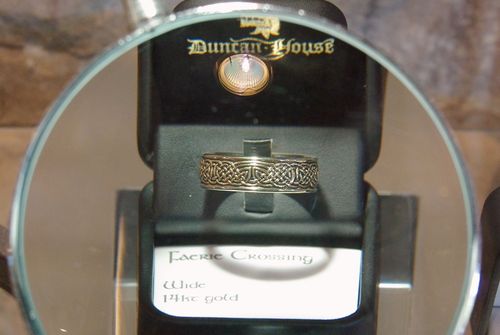 Duncan House
Faerie Crossing
Wide
14kt gold